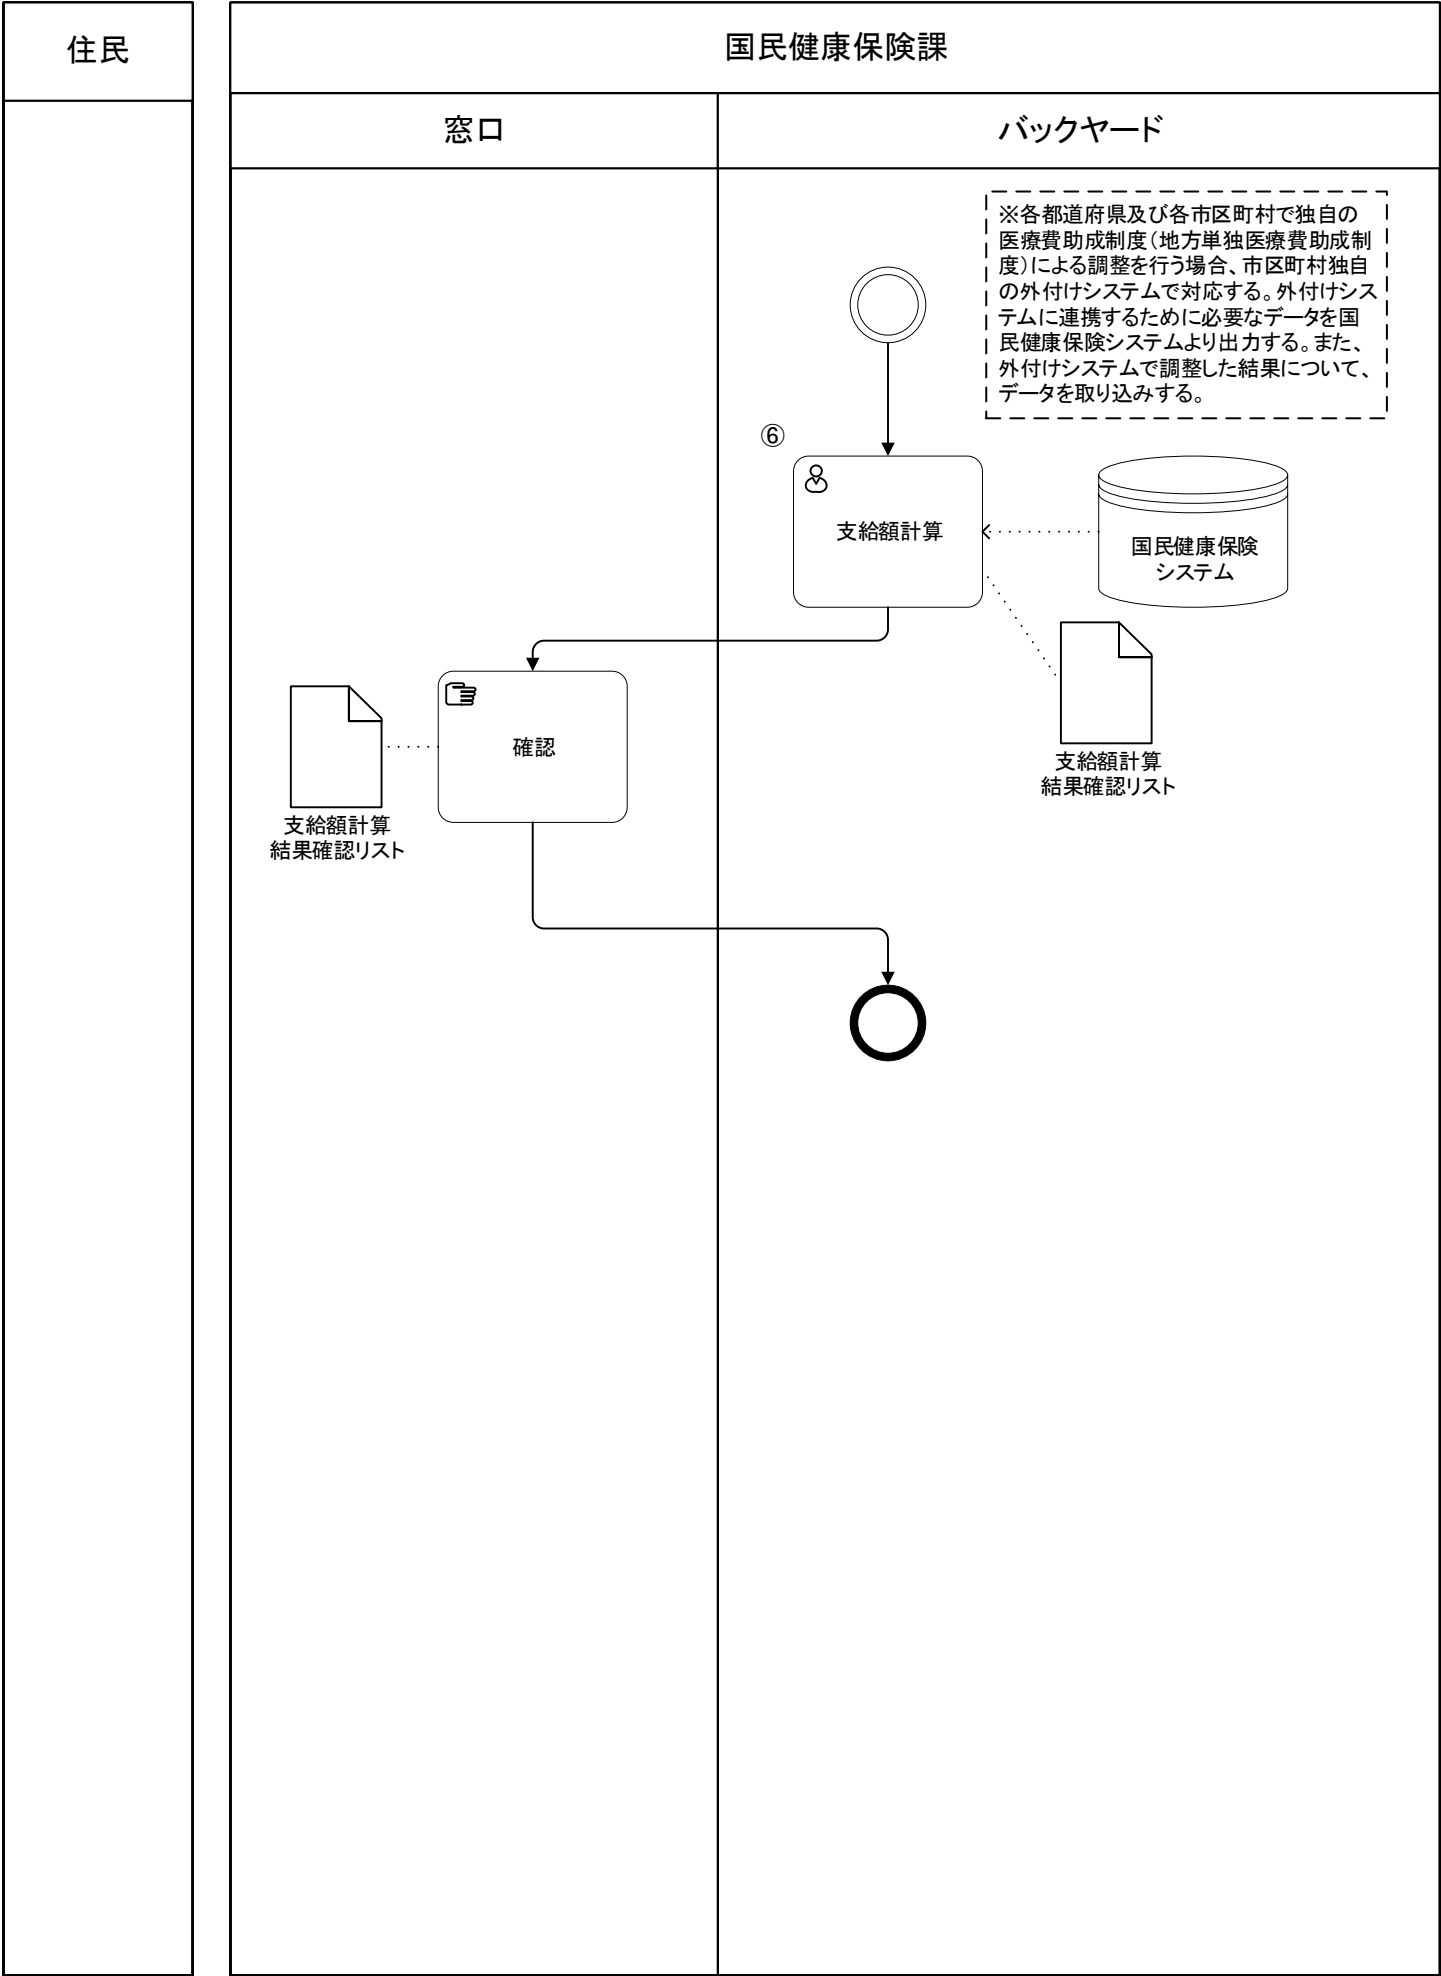 住民
国民健康保険課
窓口
バックヤード
※各都道府県及び各市区町村で独自の
医療費助成制度（地方単独医療費助成制
度）による調整を行う場合、市区町村独自
の外付けシステムで対応する。外付けシス
テムに連携するために必要なデータを国
民健康保険システムより出力する。また、
外付けシステムで調整した結果について、
データを取り込みする。
⑥
支給額計算
国民健康保険
システム
支給額計算
結果確認リスト
確認
支給額計算
結果確認リスト